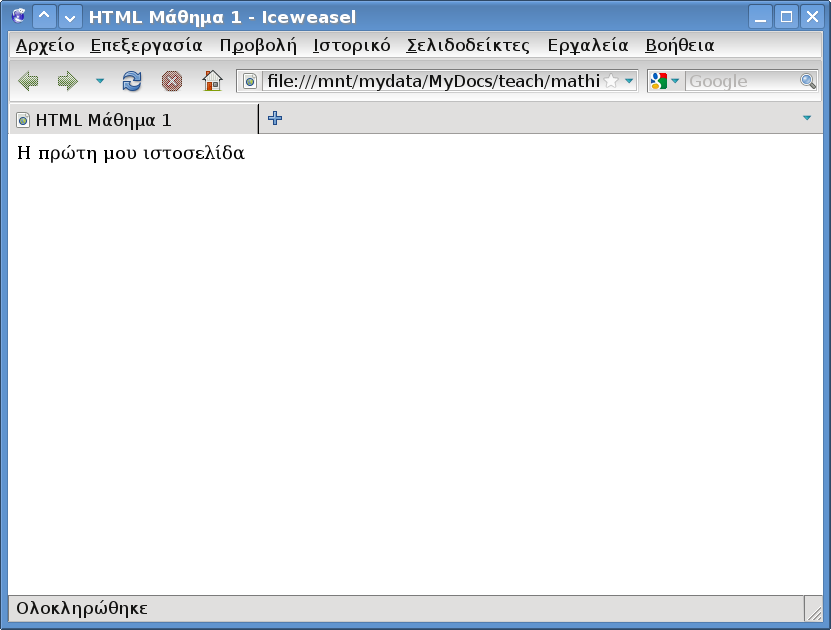 HTML Μάθημα 1 - Iceweasel
Αρχείο Επεξεργασία Προβολή Ιστορικό Σελιδοδείκτες Εργαλεία Βοήθεια
file:///mnt/mydata/MyDocs/teach/mathi Google
HTML Μάθημα 1
Η πρώτη μου ιστοσελίδα
Ολοκληρώθηκε